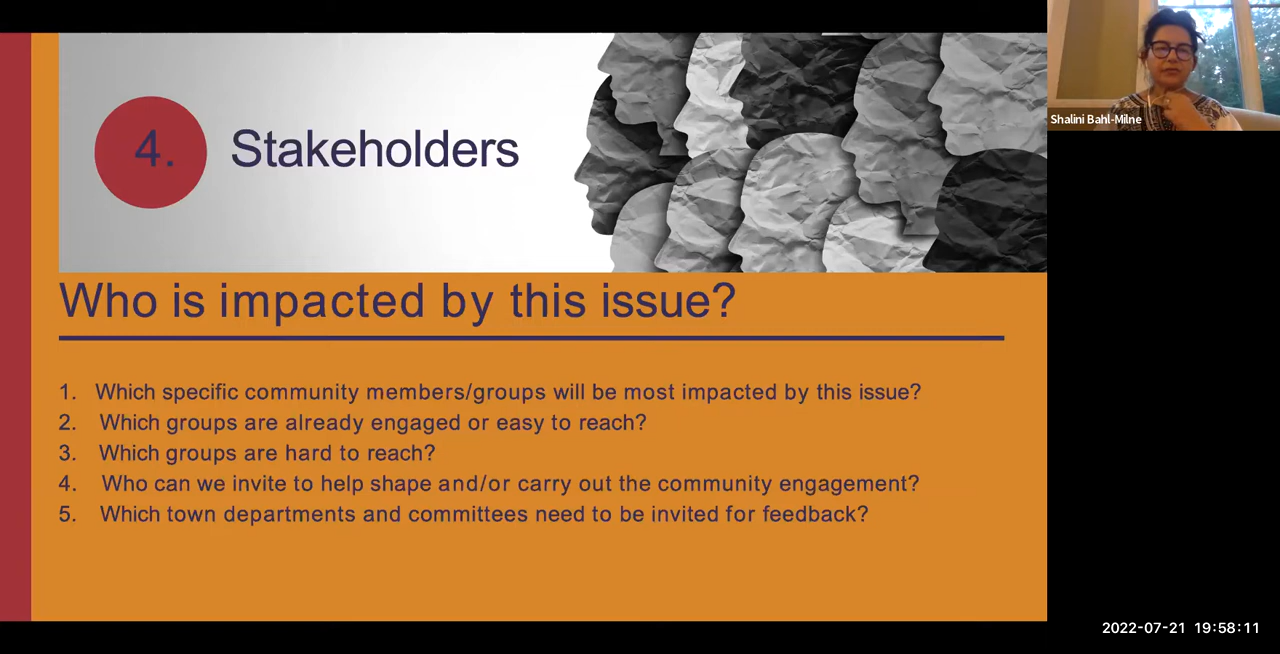 4. Stakeholders
Shalini Bahl-Milne
Who is impacted by this issue?
1. Which specific community members/groups will be most impacted by this issue?
2. Which groups are already engaged or easy to reach?
3. Which groups are hard to reach?
4. Who can we invite to help shape and/or carry out the community engagement?
5. Which town departments and committees need to be invited for feedback?
2022-07-21 19:58:11